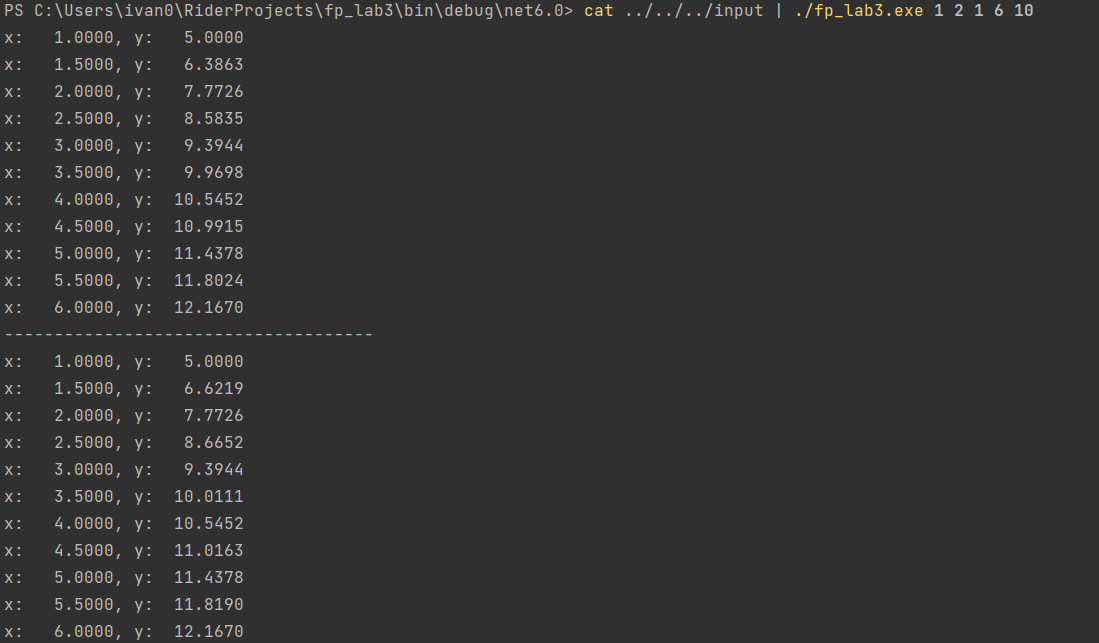 PS C:\Users\ivan0\RiderProjects\fp_lab3\bin\debug\net6.0> cat ../../../input | ./fp_lab3.exe 1 2 1 6 10
x:   1.0000, y:   5.0000
x:   1.5000, y:   6.3863
x:   2.0000, y:   7.7726
x:   2.5000, y:   8.5835
x:   3.0000, y:   9.3944
x:   3.5000, y:   9.9698
x:   4.0000, y:  10.5452
x:   4.5000, y:  10.9915
x:   5.0000, y:  11.4378
x:   5.5000, y:  11.8024
x:   6.0000, y:  12.1670
-------------------------------------
x:   1.0000, y:   5.0000
x:   1.5000, y:   6.6219
x:   2.0000, y:   7.7726
x:   2.5000, y:   8.6652
x:   3.0000, y:   9.3944
x:   3.5000, y:  10.0111
x:   4.0000, y:  10.5452
x:   4.5000, y:  11.0163
x:   5.0000, y:  11.4378
x:   5.5000, y:  11.8190
x:   6.0000, y:  12.1670